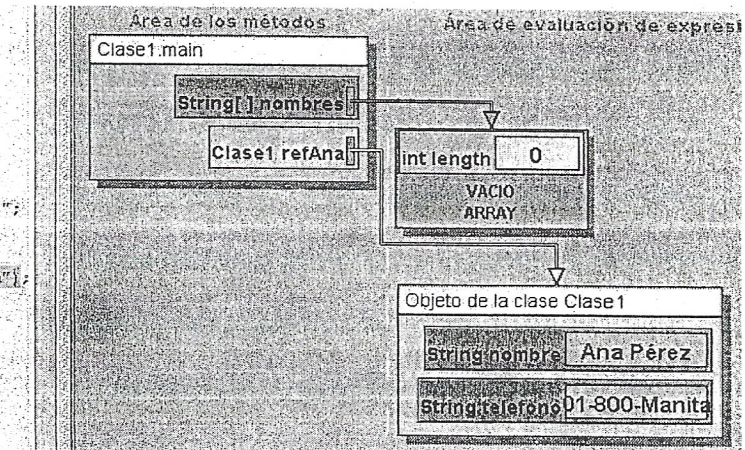 Área de los métodos
Área de evaluación de expresi
Clase1.main
String[ ] nombres
Clase1 refAna
int length 0
VACIO
ARRAY
";
"};
Objeto de la clase Clase1
String nombre Ana Pérez
String telefono 01-800-Manita